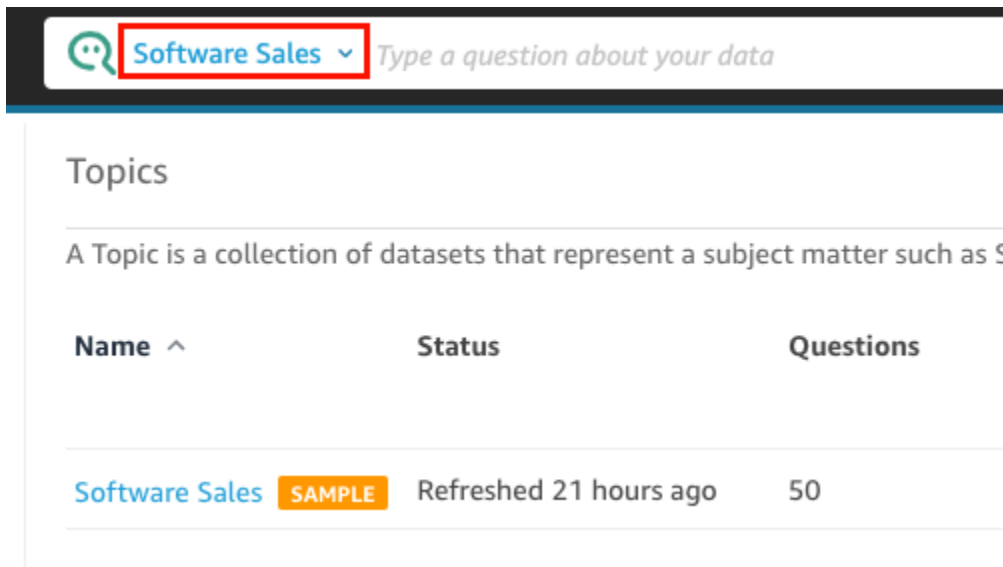 Software Sales Type a question about your data
Topics
A Topic is a collection of datasets that represent a subject matter such as
Name Status Questions
Software Sales SAMPLE Refreshed 21 hours ago 50